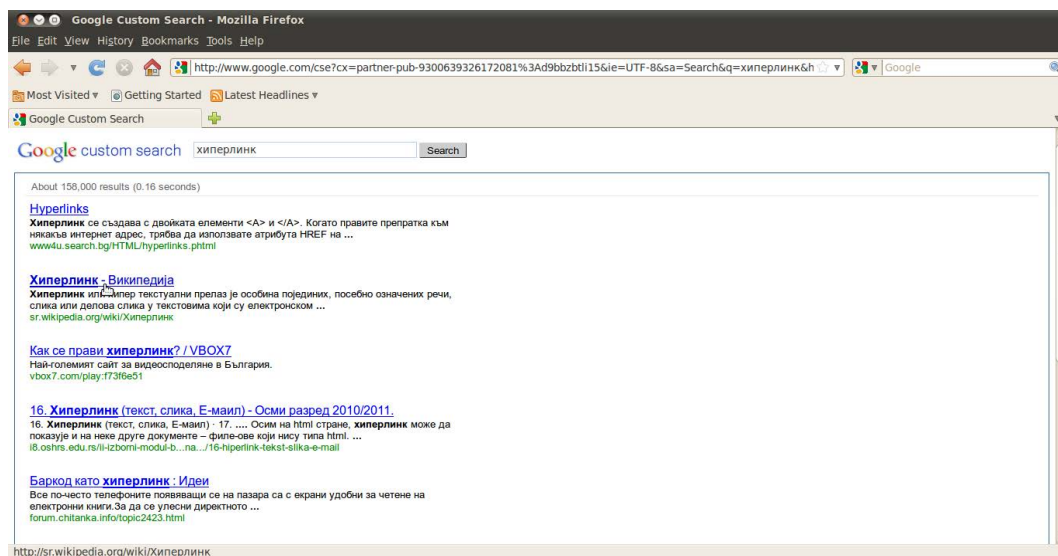 Google Custom Search - Mozilla Firefox
File Edit View History Bookmarks Tools Help
http://www.google.com/cse?cx=partner-pub-9300639326172081%3Ad9bbzbtli15&ie=UTF-8&sa=Search&q=хиперлинк&h
Google
Most Visited Getting Started Latest Headlines
Google Custom Search
Google custom search хиперлинк Search
About 158,000 results (0.16 seconds)
Hyperlinks
Хиперлинк се създава с двойката елементи <A> и </A>. Когато правите препратка към
някакъв интернет адрес, трябва да използвате атрибута HREF на ...
www4u.search.bg/HTML/hyperlinks.phtml
Хиперлинк - Википедија
Хиперлинк или хипер текстуални прелаз је особина појединих, посебно означених речи,
слика или делова слика у текстовима који су електронском ...
sr.wikipedia.org/wiki/Хиперлинк
Как се прави хиперлинк? / VBOX7
Най-големият сайт за видеосподеляне в България.
vbox7.com/play:f73f6e51
16. Хиперлинк (текст, слика, Е-маил) - Осми разред 2010/2011.
16. Хиперлинк (текст, слика, Е-маил) · 17. .... Осим на html стране, хиперлинк може да
показује и на неке друге документе – филе-ове који нису типа html. ...
i8.oshrs.edu.rs/ii-izborni-modul-b...na.../16-hiperlink-tekst-slika-e-mail
Баркод като хиперлинк : Идеи
Все по-често телефоните появяващи се на пазара са с екрани удобни за четене на
електронни книги.За да се улесни директното ...
forum.chitanka.info/topic2423.html
http://sr.wikipedia.org/wiki/Хиперлинк